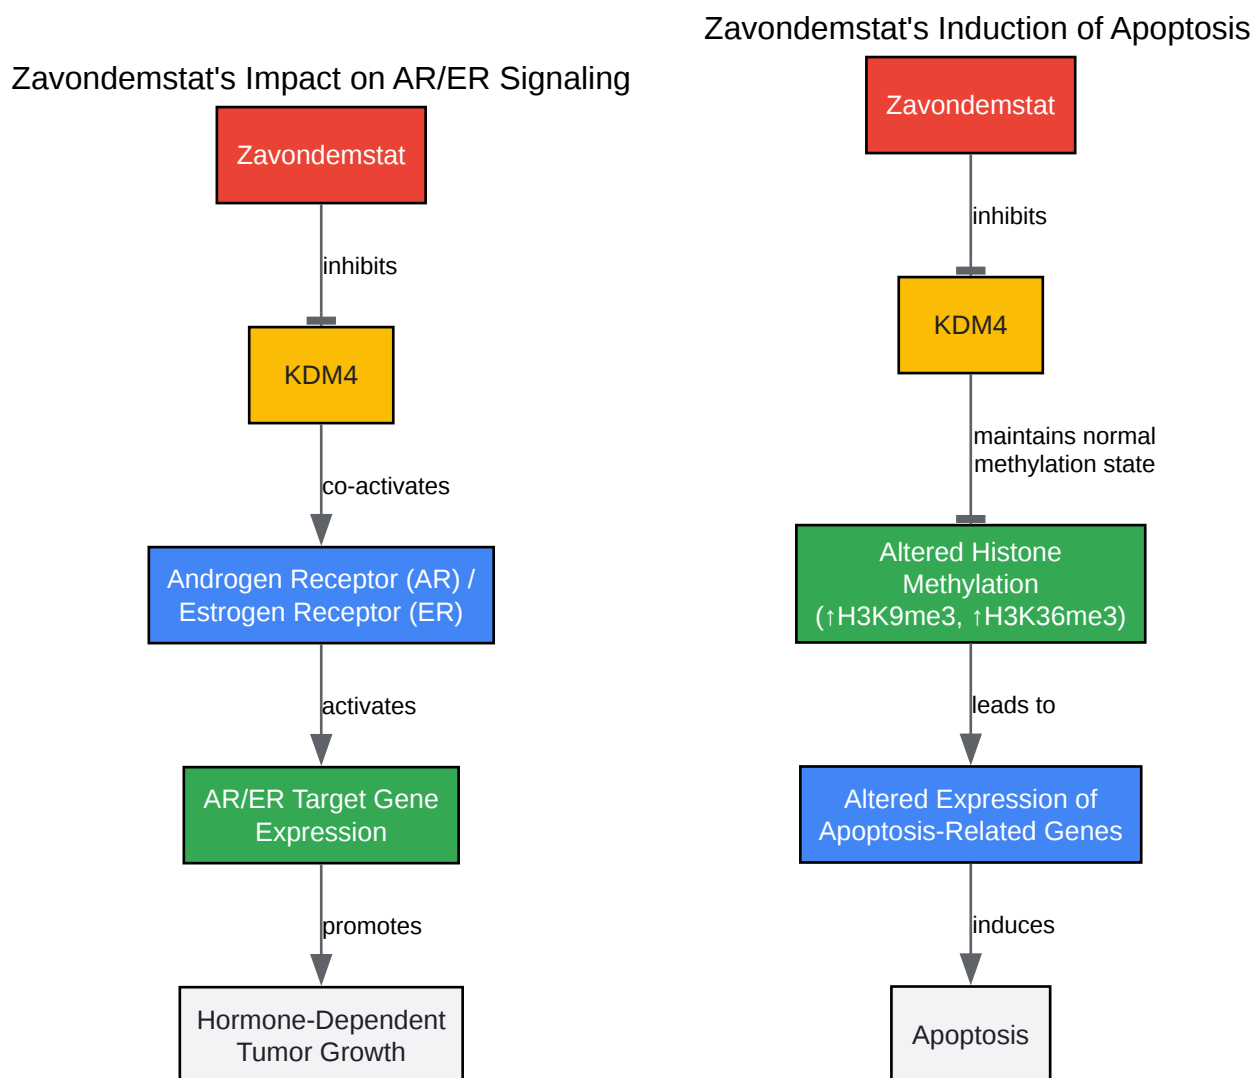 Zavondemstat's Impact on AR/ER Signaling
Zavondemstat
inhibits
KDM4
co-activates
Androgen Receptor (AR) /
Estrogen Receptor (ER)
activates
AR/ER Target Gene
Expression
promotes
Hormone-Dependent
Tumor Growth
Zavondemstat's Induction of Apoptosis
Zavondemstat
inhibits
KDM4
maintains normal
methylation state
Altered Histone
Methylation
(↑H3K9me3, ↑H3K36me3)
leads to
Altered Expression of
Apoptosis-Related Genes
induces
Apoptosis